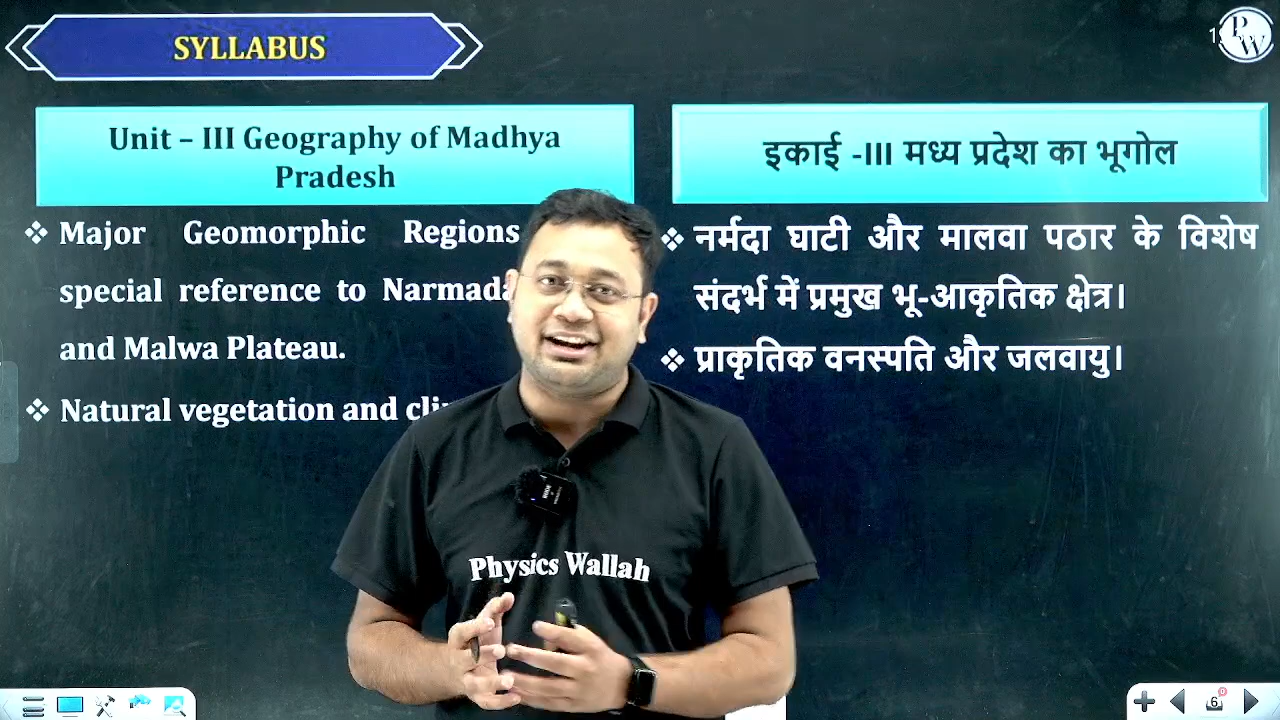 SYLLABUS
PW
Unit – III Geography of Madhya
Pradesh
❖ Major Geomorphic Regions
special reference to Narmada
and Malwa Plateau.
❖ Natural vegetation and
इकाई -III मध्य प्रदेश का भूगोल
❖ नर्मदा घाटी और मालवा पठार के विशेष
संदर्भ में प्रमुख भू-आकृतिक क्षेत्र।
❖ प्राकृतिक वनस्पति और जलवायु।
Physics Wallah
6